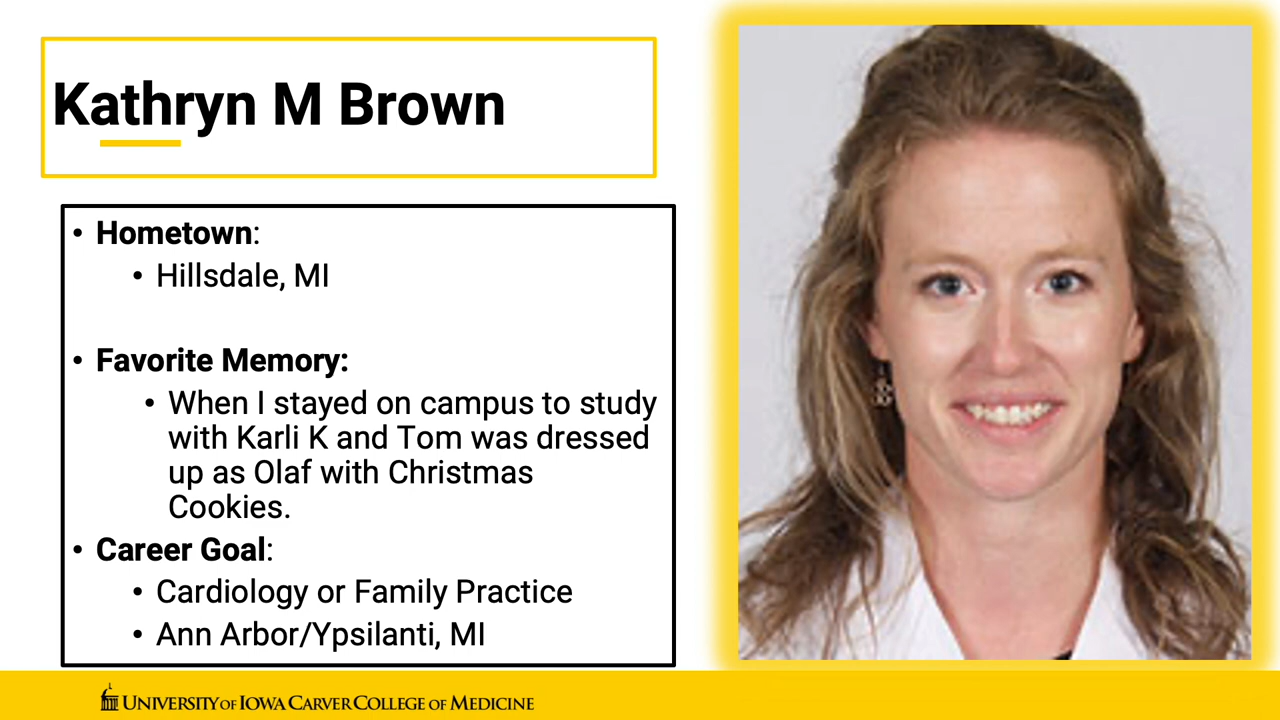 Kathryn M Brown
• Hometown:
• Hillsdale, MI
• Favorite Memory:
• When I stayed on campus to study
with Karli K and Tom was dressed
up as Olaf with Christmas
Cookies.
• Career Goal:
• Cardiology or Family Practice
• Ann Arbor/Ypsilanti, MI
UNIVERSITY OF IOWA CARVER COLLEGE OF MEDICINE